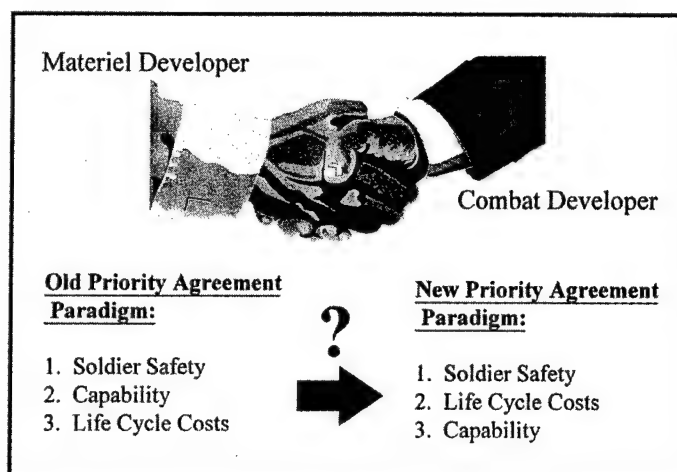 Materiel Developer
Combat Developer
Old Priority Agreement
Paradigm:
1. Soldier Safety
2. Capability
3. Life Cycle Costs
?
New Priority Agreement
Paradigm:
1. Soldier Safety
2. Life Cycle Costs
3. Capability